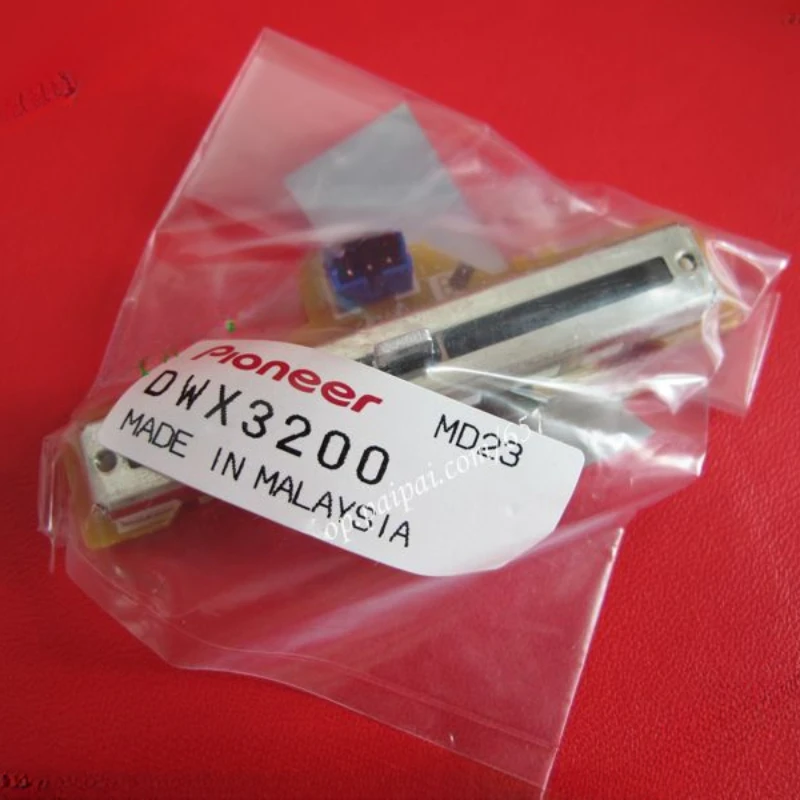 Pioneer
DWX3200
MD23
MADE IN MALAYSIA